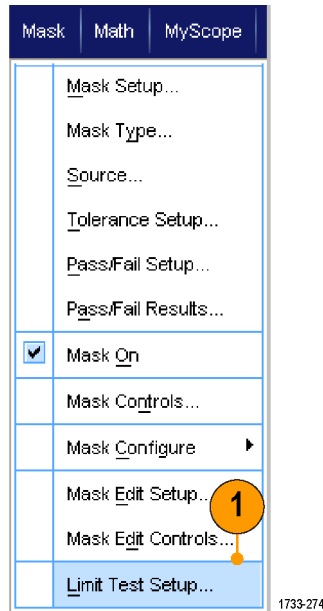 Mask Math MyScope
Mask Setup...
Mask Type...
Source...
Tolerance Setup...
Pass/Fail Setup...
Pass/Fail Results...
Mask On
Mask Controls...
Mask Configure
Mask Edit Setup...
1
Mask Edit Controls...
Limit Test Setup...
1733-274